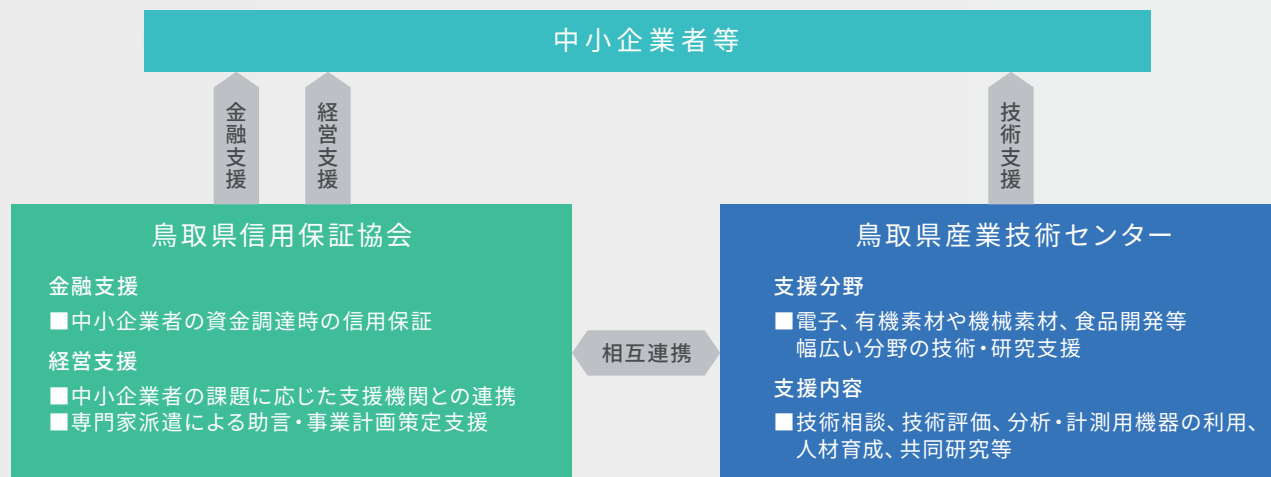 中小企業者等
金融支援
経営支援
技術支援
鳥取県信用保証協会
金融支援
■中小企業者の資金調達時の信用保証
経営支援
■中小企業者の課題に応じた支援機関との連携
■専門家派遣による助言・事業計画策定支援
相互連携
鳥取県産業技術センター
支援分野
■電子、有機素材や機械素材、食品開発等
幅広い分野の技術・研究支援
支援内容
■技術相談、技術評価、分析・計測用機器の利用、
人材育成、共同研究等